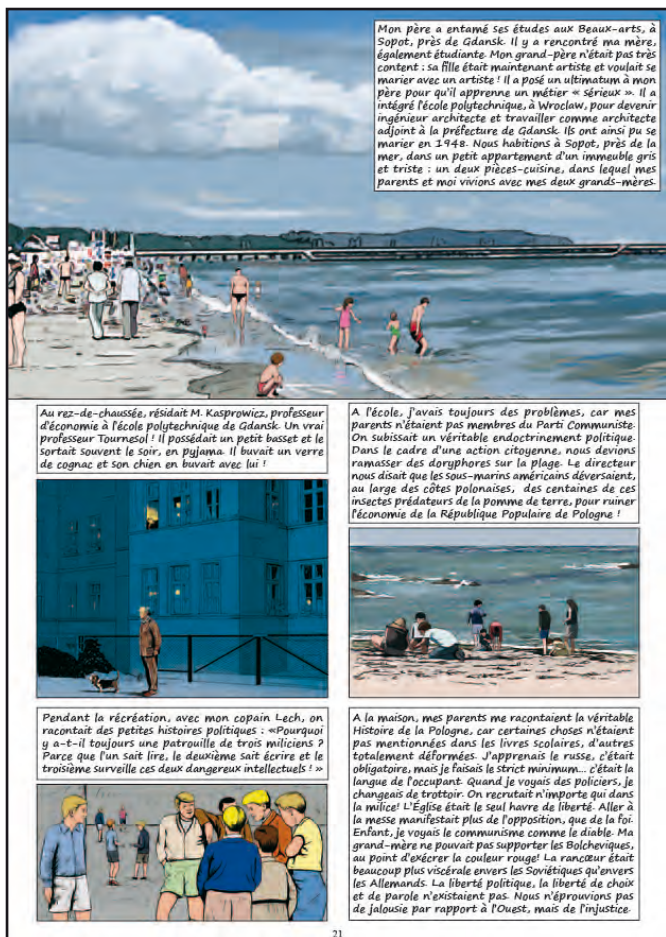 Mon père a entamé ses études aux Beaux-arts, à
Sopot, près de Gdansk. Il y a rencontré ma mère,
également étudiante. Mon grand-père n'était pas très
content : sa fille était maintenant artiste et voulait se
marier avec un artiste ! Il a posé un ultimatum à mon
père pour qu'il apprenne un métier « sérieux ». Il a
intégré l'école polytechnique, à Wroclaw, pour devenir
ingénieur architecte et travailler comme architecte
adjoint à la préfecture de Gdansk. Ils ont ainsi pu se
marier en 1948. Nous habitions à Sopot, près de la
mer, dans un petit appartement d'un immeuble gris
et triste : un deux pièces-cuisine, dans lequel mes
parents et moi vivions avec mes deux grands-mères.
Au rez-de-chaussée, résidait M. Kasprowicz, professeur
d'économie à l'école polytechnique de Gdansk. Un vrai
professeur Tournesol ! Il possédait un petit basset et le
sortait souvent le soir, en pyjama. Il buvait un verre
de cognac et son chien en buvait avec lui !
A l'école, j'avais toujours des problèmes, car mes
parents n'étaient pas membres du Parti Communiste.
On subissait un véritable endoctrinement politique.
Dans le cadre d'une action citoyenne, nous devions
ramasser des doryphores sur la plage. Le directeur
nous disait que les sous-marins américains déversaient,
au large des côtes polonaises, des centaines de ces
insectes prédateurs de la pomme de terre, pour ruiner
l'économie de la République Populaire de Pologne !
Pendant la récréation, avec mon copain Lech, on
racontait des petites histoires politiques : «Pourquoi
y a-t-il toujours une patrouille de trois miliciens ?
Parce que l'un sait lire, le deuxième sait écrire et le
troisième surveille ces deux dangereux intellectuels ! »
A la maison, mes parents me racontaient la véritable
Histoire de la Pologne, car certaines choses n'étaient
pas mentionnées dans les livres scolaires, d'autres
totalement déformées. J'apprenais le russe, c'était
obligatoire, mais je faisais le strict minimum... c'était la
langue de l'occupant. Quand je voyais des policiers, je
changeais de trottoir. On recrutait n'importe qui dans
la milice! L'Église était le seul havre de liberté. Aller à
la messe manifestait plus de l'opposition, que de la foi.
Enfant, je voyais le communisme comme le diable. Ma
grand-mère ne pouvait pas supporter les Bolcheviques,
au point d'exécrer la couleur rouge! La rancœur était
beaucoup plus viscérale envers les Soviétiques qu'envers
les Allemands. La liberté politique, la liberté de choix
et de parole n'existaient pas. Nous n'éprouvions pas
de jalousie par rapport à l'Ouest, mais de l'injustice.
21